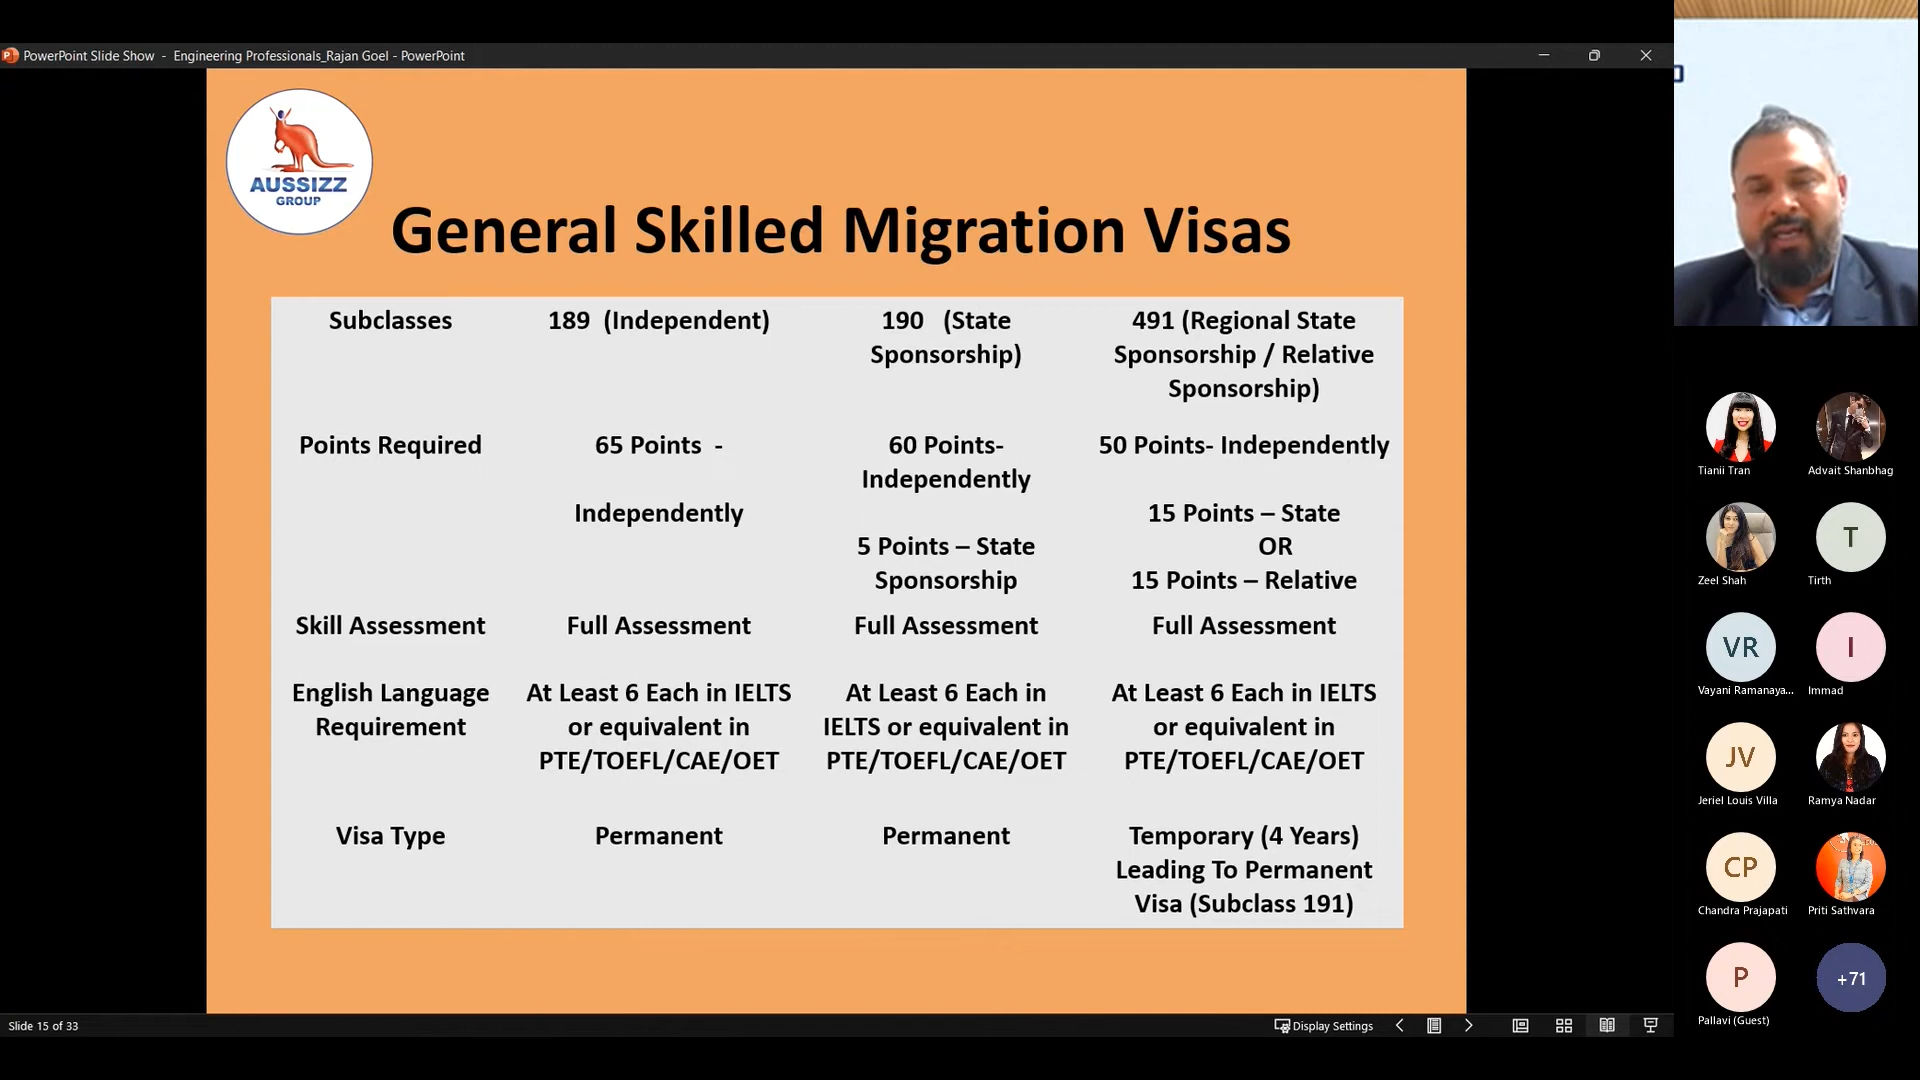 PowerPoint Slide Show - Engineering Professionals_Rajan Goel - PowerPoint
AUSSIZZ
GROUP
General Skilled Migration Visas
Subclasses
189 (Independent)
190 (State
Sponsorship)
491 (Regional State
Sponsorship / Relative
Sponsorship)
Points Required
65 Points -
Independently
60 Points-
Independently
5 Points – State
Sponsorship
50 Points- Independently
15 Points – State
OR
15 Points – Relative
Skill Assessment
Full Assessment
Full Assessment
Full Assessment
English Language
Requirement
At Least 6 Each in IELTS
or equivalent in
PTE/TOEFL/CAE/OET
At Least 6 Each in
IELTS or equivalent in
PTE/TOEFL/CAE/OET
At Least 6 Each in IELTS
or equivalent in
PTE/TOEFL/CAE/OET
Visa Type
Permanent
Permanent
Temporary (4 Years)
Leading To Permanent
Visa (Subclass 191)
Slide 15 of 33
Display Settings
Tianii Tran
Advait Shanbhag
T
Zeel Shah
Tirth
VR
I
Vayani Ramanaya...
Immad
JV
Jeriel Louis Villa
Ramya Nadar
CP
Chandra Prajapati
Priti Sathvara
P
+71
Pallavi (Guest)